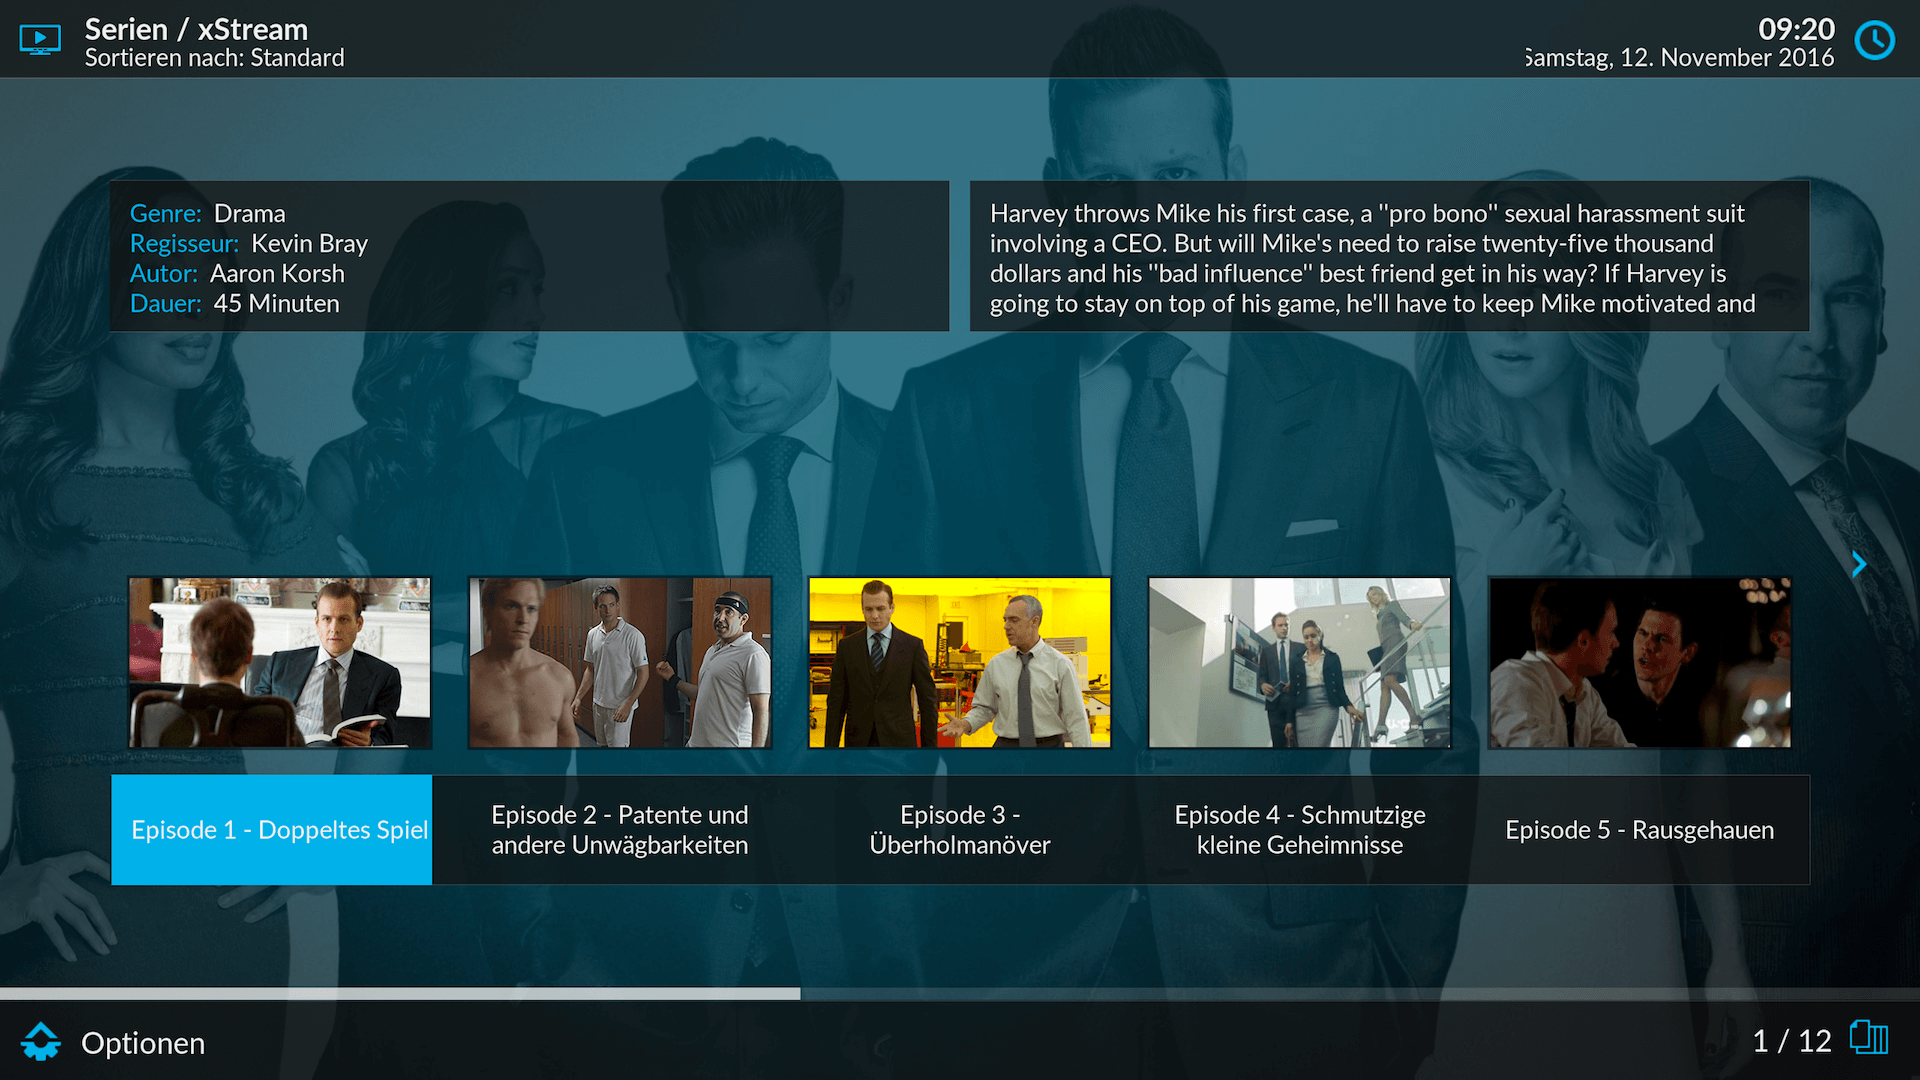 Serien / xStream
Sortieren nach: Standard
09:20
Samstag, 12. November 2016
Genre: Drama
Regisseur: Kevin Bray
Autor: Aaron Korsh
Dauer: 45 Minuten
Harvey throws Mike his first case, a "pro bono" sexual harassment suit
involving a CEO. But will Mike's need to raise twenty-five thousand
dollars and his "bad influence" best friend get in his way? If Harvey is
going to stay on top of his game, he'll have to keep Mike motivated and
Episode 1 - Doppeltes Spiel
Episode 2 - Patente und
andere Unwägbarkeiten
Episode 3 -
Überholmanöver
Episode 4 - Schmutzige
kleine Geheimnisse
Episode 5 - Rausgehauen
Optionen
1 / 12